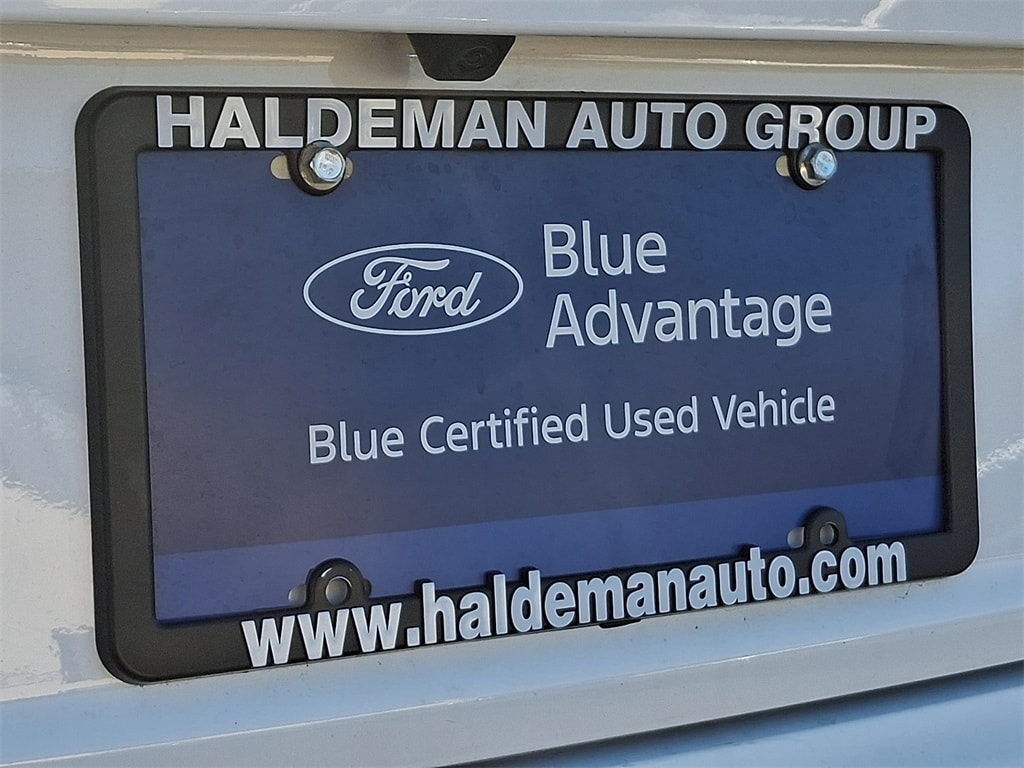 HALDEMAN AUTO GROUP
Ford
Blue
Advantage
Blue Certified Used Vehicle
www.haldemanauto.com